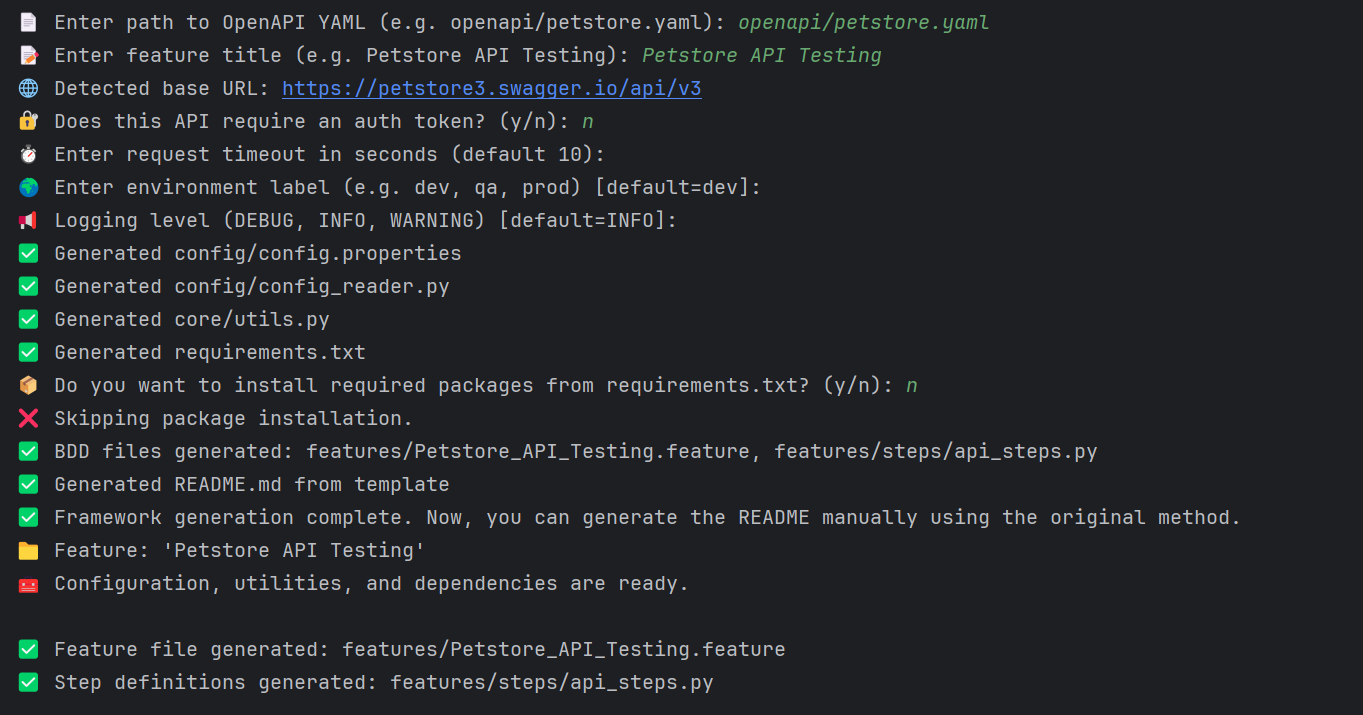 Enter path to OpenAPI YAML (e.g. openapi/petstore.yaml): openapi/petstore.yaml
Enter feature title (e.g. Petstore API Testing): Petstore API Testing
Detected base URL: https://petstore3.swagger.io/api/v3
Does this API require an auth token? (y/n): n
Enter request timeout in seconds (default 10):
Enter environment label (e.g. dev, qa, prod) [default=dev]:
Logging level (DEBUG, INFO, WARNING) [default=INFO]:
Generated config/config.properties
Generated config/config_reader.py
Generated core/utils.py
Generated requirements.txt
Do you want to install required packages from requirements.txt? (y/n): n
Skipping package installation.
BDD files generated: features/Petstore_API_Testing.feature, features/steps/api_steps.py
Generated README.md from template
Framework generation complete. Now, you can generate the README manually using the original method.
Feature: 'Petstore API Testing'
Configuration, utilities, and dependencies are ready.
Feature file generated: features/Petstore_API_Testing.feature
Step definitions generated: features/steps/api_steps.py